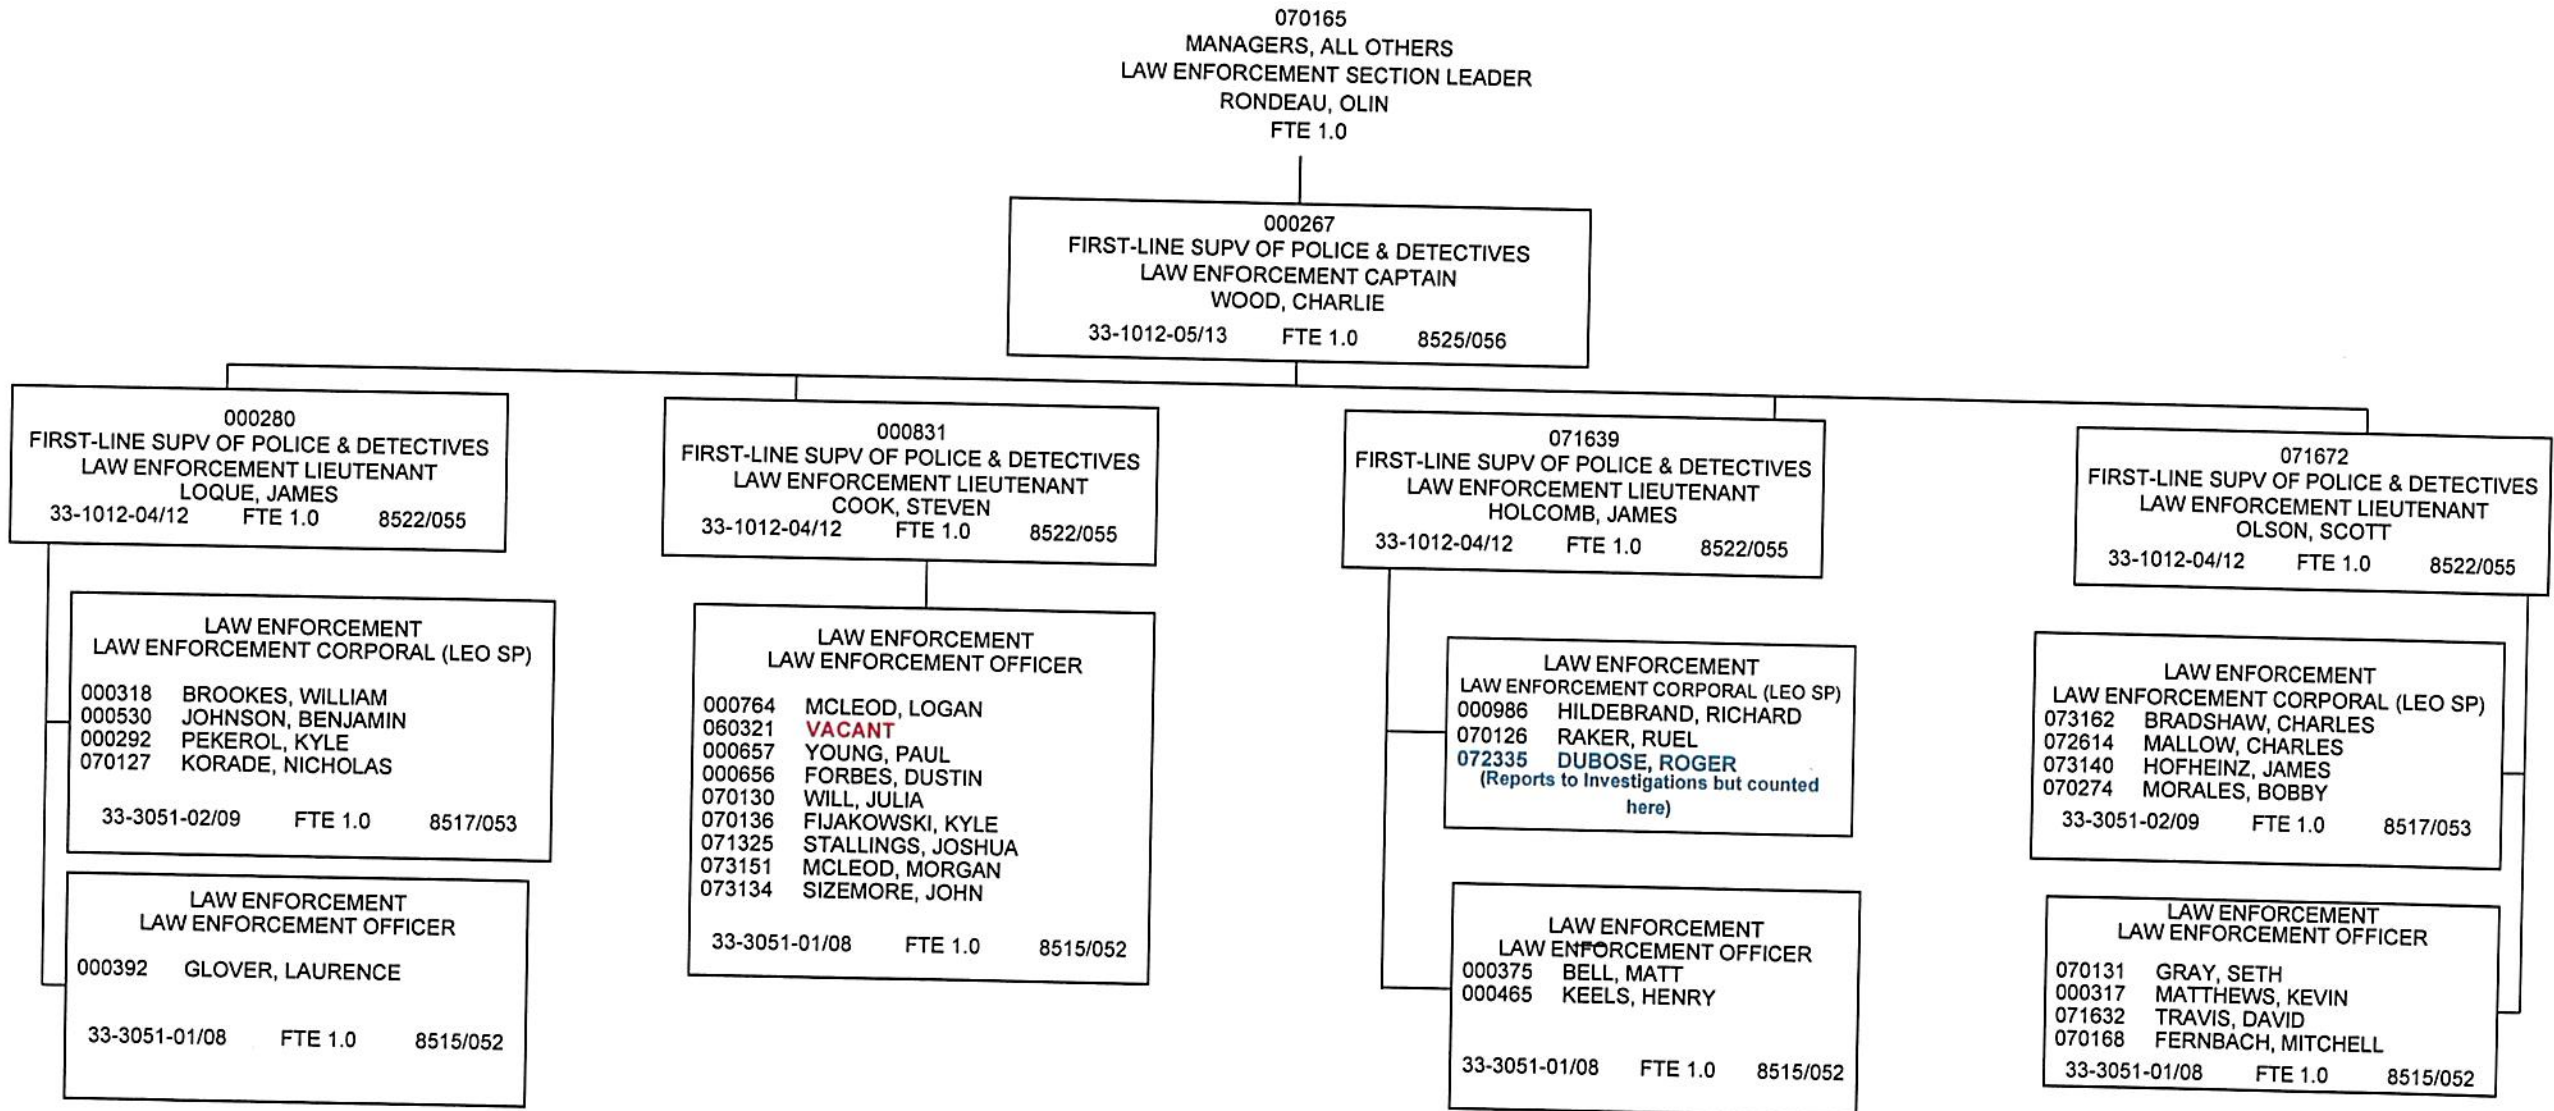 070165
MANAGERS, ALL OTHERS
LAW ENFORCEMENT SECTION LEADER
RONDEAU, OLIN
FTE 1.0
000267
FIRST-LINE SUPV OF POLICE & DETECTIVES
LAW ENFORCEMENT CAPTAIN
WOOD, CHARLIE
33-1012-05/13 FTE 1.0 8525/056
000280
FIRST-LINE SUPV OF POLICE & DETECTIVES
LAW ENFORCEMENT LIEUTENANT
LOQUE, JAMES
33-1012-04/12 FTE 1.0 8522/055
LAW ENFORCEMENT
LAW ENFORCEMENT CORPORAL (LEO SP)
000318 BROOKES, WILLIAM
000530 JOHNSON, BENJAMIN
000292 PEKEROL, KYLE
070127 KORADE, NICHOLAS
33-3051-02/09 FTE 1.0 8517/053
LAW ENFORCEMENT
LAW ENFORCEMENT OFFICER
000392 GLOVER, LAURENCE
33-3051-01/08 FTE 1.0 8515/052
000831
FIRST-LINE SUPV OF POLICE & DETECTIVES
LAW ENFORCEMENT LIEUTENANT
COOK, STEVEN
33-1012-04/12 FTE 1.0 8522/055
LAW ENFORCEMENT
LAW ENFORCEMENT OFFICER
000764 MCLEOD, LOGAN
060321 VACANT
000657 YOUNG, PAUL
000656 FORBES, DUSTIN
070130 WILL, JULIA
070136 FIJAKOWSKI, KYLE
071325 STALLINGS, JOSHUA
073151 MCLEOD, MORGAN
073134 SIZEMORE, JOHN
33-3051-01/08 FTE 1.0 8515/052
071639
FIRST-LINE SUPV OF POLICE & DETECTIVES
LAW ENFORCEMENT LIEUTENANT
HOLCOMB, JAMES
33-1012-04/12 FTE 1.0 8522/055
LAW ENFORCEMENT
LAW ENFORCEMENT CORPORAL (LEO SP)
000986 HILDEBRAND, RICHARD
070126 RAKER, RUEL
072335 DUBOSE, ROGER
(Reports to Investigations but counted
here)
LAW ENFORCEMENT
LAW ENFORCEMENT OFFICER
000375 BELL, MATT
000465 KEELS, HENRY
33-3051-01/08 FTE 1.0 8515/052
071672
FIRST-LINE SUPV OF POLICE & DETECTIVES
LAW ENFORCEMENT LIEUTENANT
OLSON, SCOTT
33-1012-04/12 FTE 1.0 8522/055
LAW ENFORCEMENT
LAW ENFORCEMENT CORPORAL (LEO SP)
073162 BRADSHAW, CHARLES
072614 MALLOW, CHARLES
073140 HOFHEINZ, JAMES
070274 MORALES, BOBBY
33-3051-02/09 FTE 1.0 8517/053
LAW ENFORCEMENT
LAW ENFORCEMENT OFFICER
070131 GRAY, SETH
000317 MATTHEWS, KEVIN
071632 TRAVIS, DAVID
070168 FERNBACH, MITCHELL
33-3051-01/08 FTE 1.0 8515/052